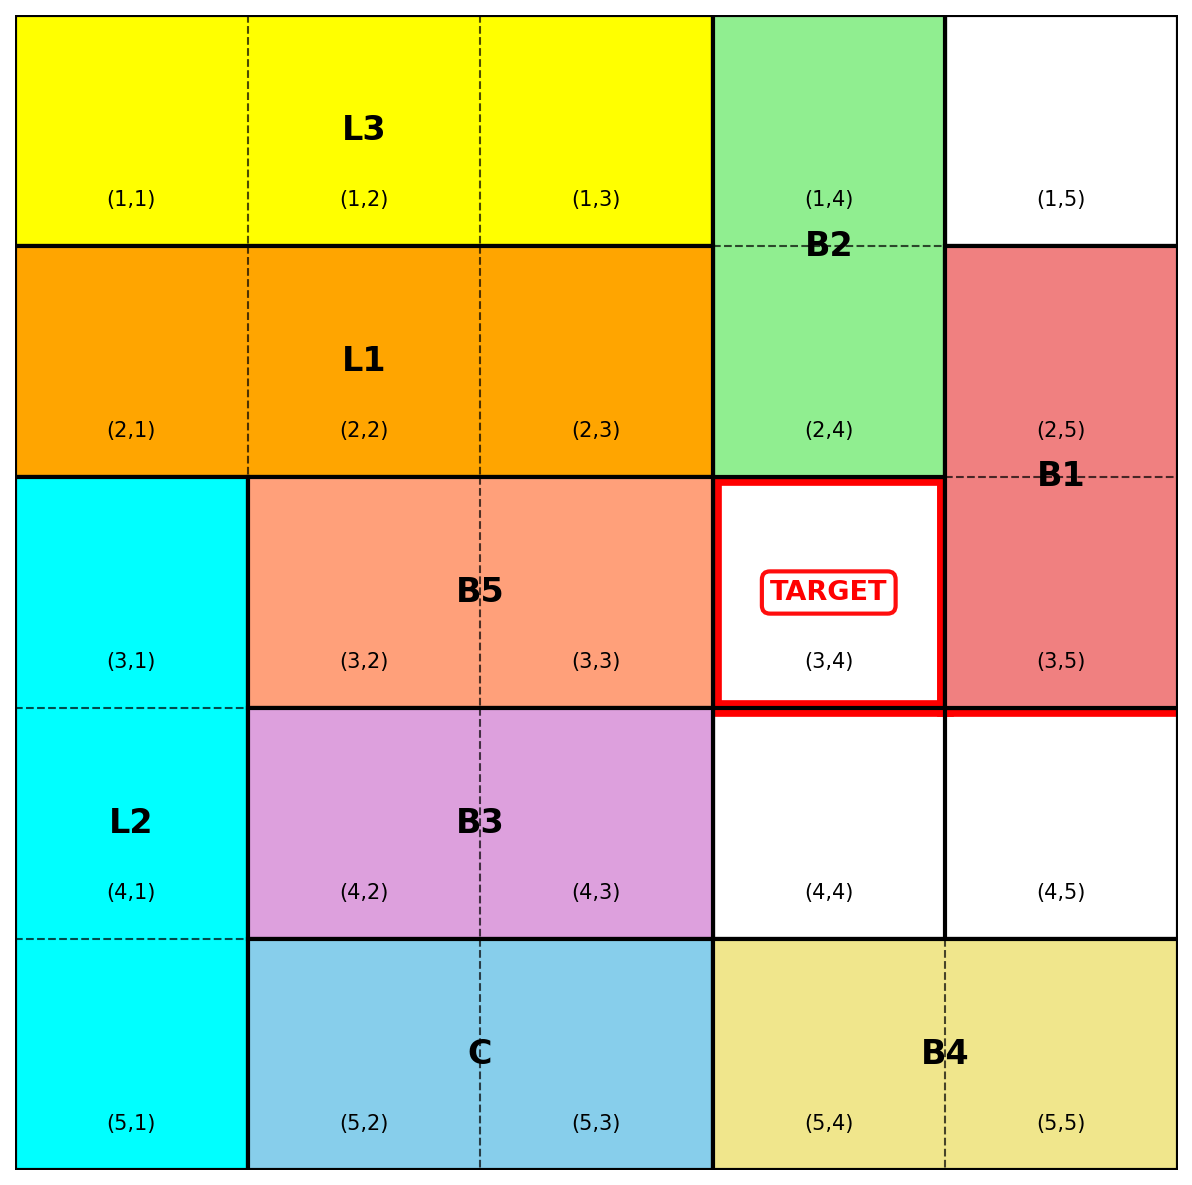 L3
(1,1) (1,2) (1,3) (1,4) (1,5)
B2
L1
(2,1) (2,2) (2,3) (2,4) (2,5)
B1
B5 TARGET
(3,1) (3,2) (3,3) (3,4) (3,5)
L2 B3
(4,1) (4,2) (4,3) (4,4) (4,5)
C B4
(5,1) (5,2) (5,3) (5,4) (5,5)